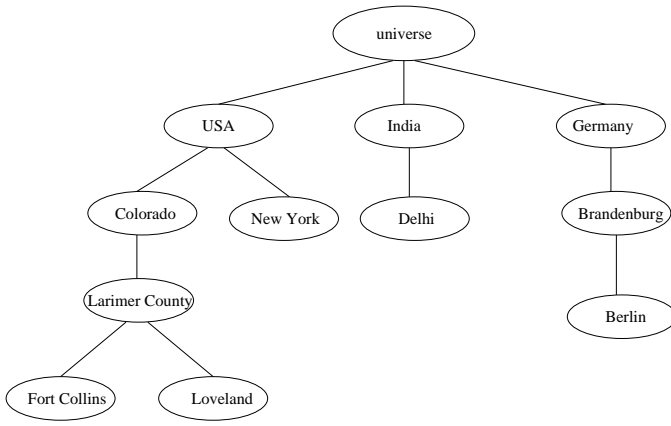 universe
USA
India
Germany
Colorado
New York
Delhi
Brandenburg
Larimer County
Berlin
Fort Collins
Loveland